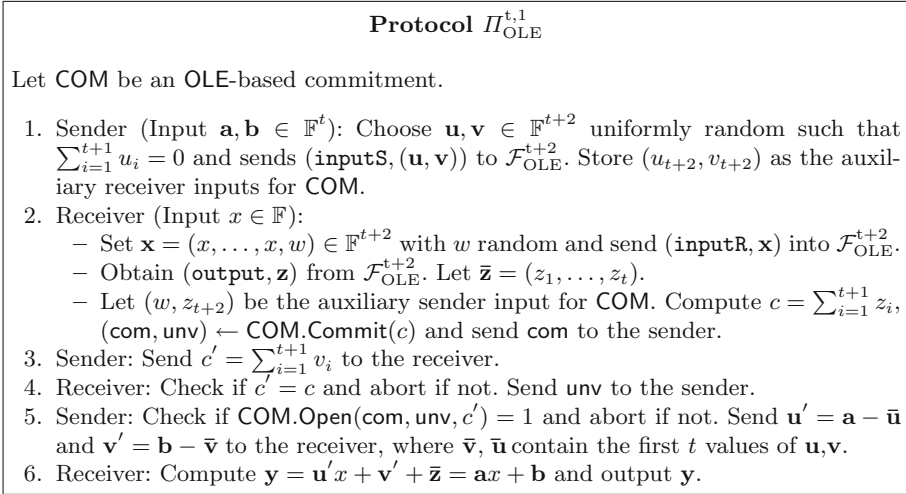 Protocol Π_OLE^{t,1}
Let COM be an OLE-based commitment.
1. Sender (Input a, b ∈ 𝔽^t): Choose u, v ∈ 𝔽^{t+2} uniformly random such that
∑_{i=1}^{t+1} u_i = 0 and sends (inputS, (u, v)) to ℱ_OLE^{t+2}. Store (u_{t+2}, v_{t+2}) as the auxil-
iary receiver inputs for COM.
2. Receiver (Input x ∈ 𝔽):
– Set x = (x, . . . , x, w) ∈ 𝔽^{t+2} with w random and send (inputR, x) into ℱ_OLE^{t+2}.
– Obtain (output, z) from ℱ_OLE^{t+2}. Let z̄ = (z_1, . . . , z_t).
– Let (w, z_{t+2}) be the auxiliary sender input for COM. Compute c = ∑_{i=1}^{t+1} z_i,
(com, unv) ← COM.Commit(c) and send com to the sender.
3. Sender: Send c′ = ∑_{i=1}^{t+1} v_i to the receiver.
4. Receiver: Check if c′ = c and abort if not. Send unv to the sender.
5. Sender: Check if COM.Open(com, unv, c′) = 1 and abort if not. Send u′ = a − ū
and v′ = b − v̄ to the receiver, where v̄, ū contain the first t values of u,v.
6. Receiver: Compute y = u′x + v′ + z̄ = ax + b and output y.